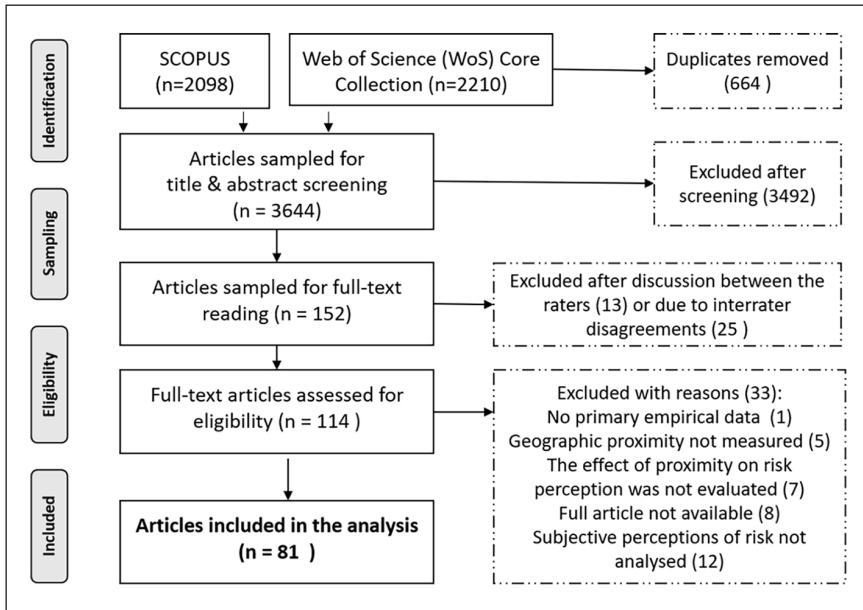 Identification
SCOPUS
(n=2098)
Web of Science (WoS) Core
Collection (n=2210)
Duplicates removed
(664 )
Articles sampled for
title & abstract screening
(n = 3644)
Excluded after
screening (3492)
Sampling
Articles sampled for full-text
reading (n = 152)
Excluded after discussion between the
raters (13) or due to interrater
disagreements (25 )
Eligibility
Full-text articles assessed for
eligibility (n = 114 )
Excluded with reasons (33):
No primary empirical data  (1)
Geographic proximity not measured (5)
The effect of proximity on risk
perception was not evaluated (7)
Full article not available (8)
Subjective perceptions of risk not
analysed (12)
Included
Articles included in the analysis
(n = 81  )